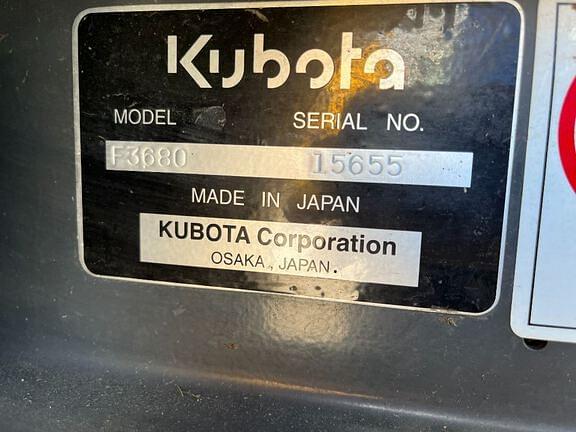 Kubota
MODEL SERIAL NO.
F3680 15655
MADE IN JAPAN
KUBOTA Corporation
OSAKA, JAPAN.